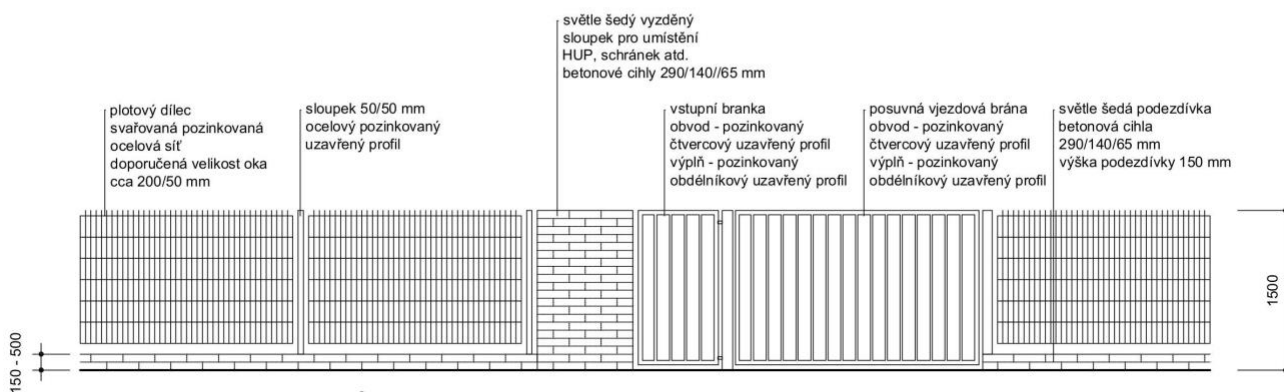 světle šedý vyzděný
sloupek pro umístění
HUP, schránek atd.
betonové cihly 290/140//65 mm
plotový dílec
svařovaná pozinkovaná
ocelová síť
doporučená velikost oka
cca 200/50 mm
sloupek 50/50 mm
ocelový pozinkovaný
uzavřený profil
vstupní branka
obvod - pozinkovaný
čtvercový uzavřený profil
výplň - pozinkovaný
obdélníkový uzavřený profil
posuvná vjezdová brána
obvod - pozinkovaný
čtvercový uzavřený profil
výplň - pozinkovaný
obdélníkový uzavřený profil
světle šedá podezdívka
betonová cihla
290/140/65 mm
výška podezdívky 150 mm
150 - 500
1500